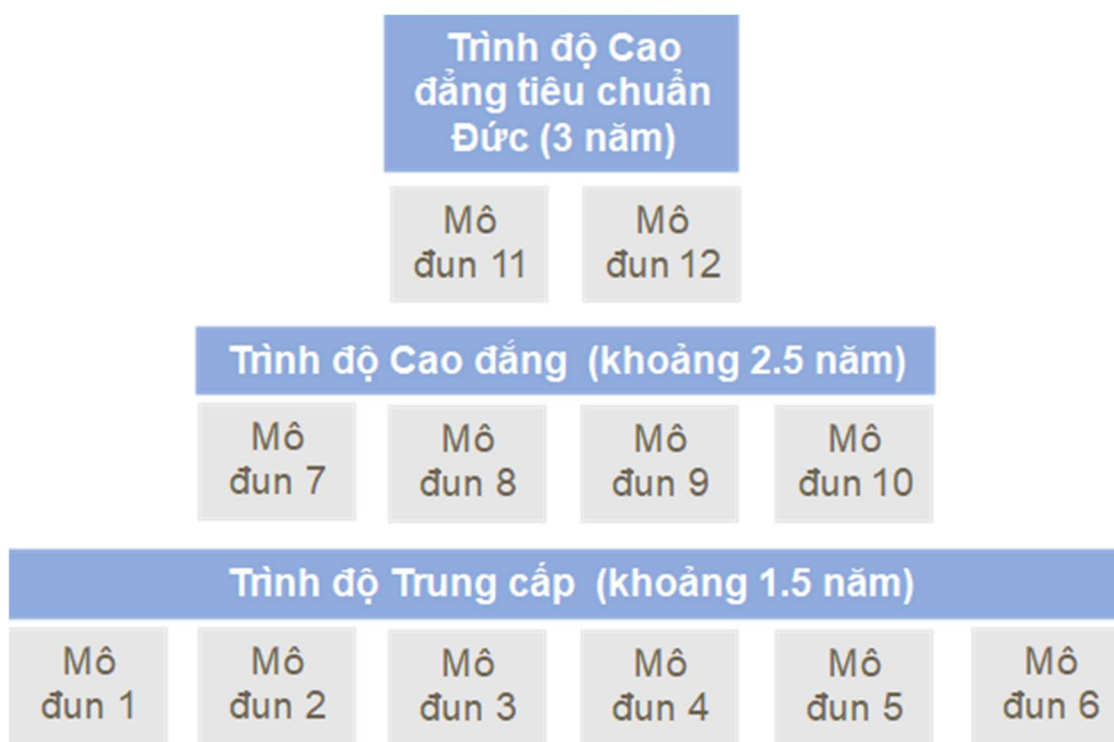 Trình độ Cao
đẳng tiêu chuẩn
Đức (3 năm)
Mô
đun 11
Mô
đun 12
Trình độ Cao đắng (khoảng 2.5 năm)
Mô
đun 7
Mô
đun 8
Mô
đun 9
Mô
đun 10
Trình độ Trung cấp (khoảng 1.5 năm)
Mô
đun 1
Mô
đun 2
Mô
đun 3
Mô
đun 4
Mô
đun 5
Mô
đun 6